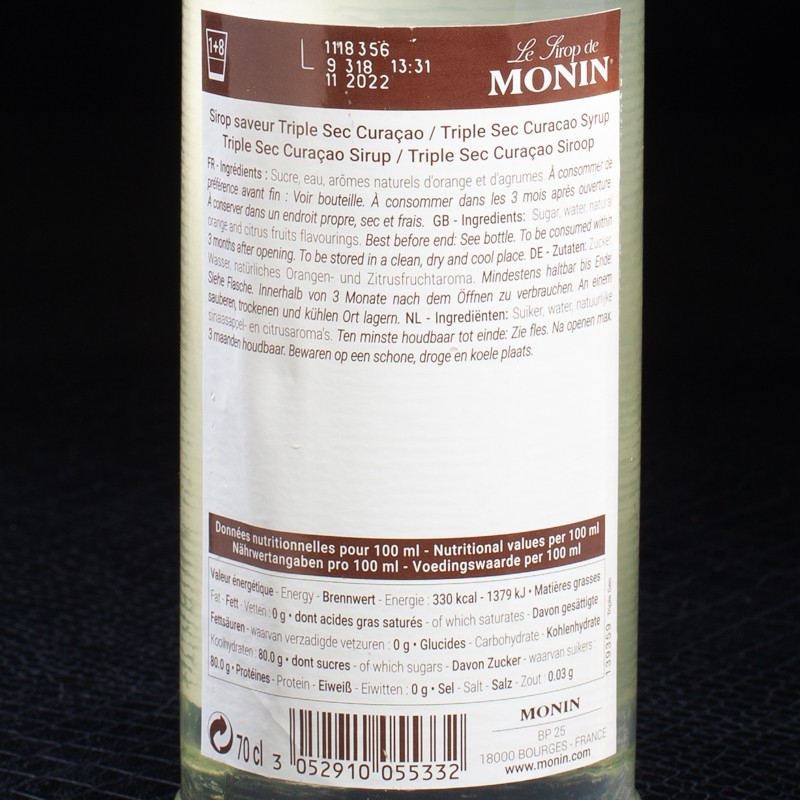 1+8
L 1118356
9 318 13:31
11 2022
Le Sirop de
MONIN
Sirop saveur Triple Sec Curaçao / Triple Sec Curacao Syrup
Triple Sec Curaçao Sirup / Triple Sec Curaçao Siroop
FR - Ingrédients : Sucre, eau, arômes naturels d'orange et d'agrumes. À consommer de
préférence avant fin : Voir bouteille. À consommer dans les 3 mois après ouverture.
À conserver dans un endroit propre, sec et frais. GB - Ingredients: Sugar, water, natural
orange and citrus fruits flavourings. Best before end: See bottle. To be consumed within
3 months after opening. To be stored in a clean, dry and cool place. DE - Zutaten: Zucker,
Wasser, natürliches Orangen- und Zitrusfruchtaroma. Mindestens haltbar bis Ende:
Siehe Flasche. Innerhalb von 3 Monate nach dem Öffnen zu verbrauchen. An einem
sauberen, trockenen und kühlen Ort lagern. NL - Ingrediënten: Suiker, water, natuurlijke
sinaasappel- en citrusaroma's. Ten minste houdbaar tot einde: Zie fles. Na openen max.
3 maanden houdbaar. Bewaren op een schone, droge en koele plaats.
Données nutritionnelles pour 100 ml - Nutritional values per 100 ml
Nährwertangaben pro 100 ml - Voedingswaarde per 100 ml
Valeur énergétique - Energy - Brennwert - Energie : 330 kcal - 1379 kJ • Matières grasses
Fat - Fett - Vetten : 0 g • dont acides gras saturés - of which saturates - Davon gesättigte
Fettsäuren - waarvan verzadigde vetzuren : 0 g • Glucides - Carbohydrate - Kohlenhydrate
Koolhydraten : 80.0 g • dont sucres - of which sugars - Davon Zucker - waarvan suikers :
80.0 g • Protéines - Protein - Eiweiß - Eiwitten : 0 g • Sel - Salt - Salz - Zout : 0.03 g
139359 Triple Sec
70 cl
3 052910 055332
MONIN
BP 25
18000 BOURGES - FRANCE
www.monin.com